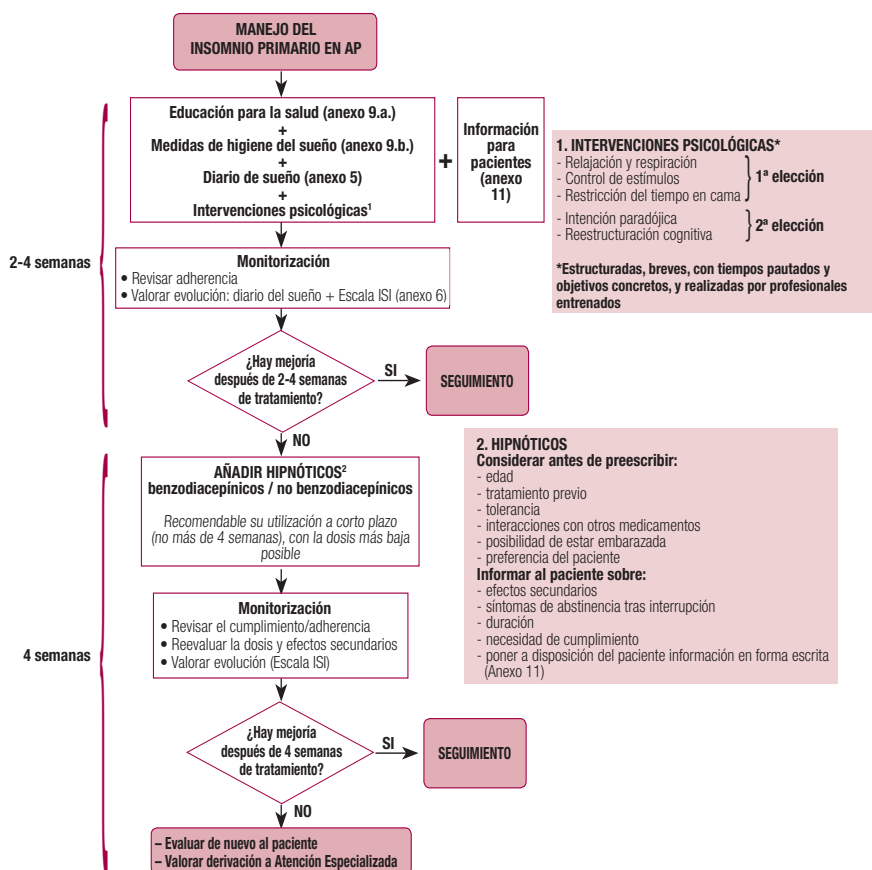 MANEJO DEL
INSOMNIO PRIMARIO EN AP
2-4 semanas
Educación para la salud (anexo 9.a.)
+
Medidas de higiene del sueño (anexo 9.b.)
+
Diario de sueño (anexo 5)
+
Intervenciones psicológicas¹
+
Información
para
pacientes
(anexo
11)
1. INTERVENCIONES PSICOLÓGICAS*
- Relajación y respiración
- Control de estímulos
- Restricción del tiempo en cama
1ª elección
- Intención paradójica
- Reestructuración cognitiva
2ª elección
*Estructuradas, breves, con tiempos pautados y
objetivos concretos, y realizadas por profesionales
entrenados
Monitorización
• Revisar adherencia
• Valorar evolución: diario del sueño + Escala ISI (anexo 6)
¿Hay mejoría
después de 2-4 semanas
de tratamiento?
SI
SEGUIMIENTO
NO
4 semanas
AÑADIR HIPNÓTICOS²
benzodiacepínicos / no benzodiacepínicos
Recomendable su utilización a corto plazo
(no más de 4 semanas), con la dosis más baja
posible
2. HIPNÓTICOS
Considerar antes de preescribir:
- edad
- tratamiento previo
- tolerancia
- interacciones con otros medicamentos
- posibilidad de estar embarazada
- preferencia del paciente
Informar al paciente sobre:
- efectos secundarios
- síntomas de abstinencia tras interrupción
- duración
- necesidad de cumplimiento
- poner a disposición del paciente información en forma escrita
(Anexo 11)
Monitorización
• Revisar el cumplimiento/adherencia
• Reevaluar la dosis y efectos secundarios
• Valorar evolución (Escala ISI)
¿Hay mejoría
después de 4 semanas
de tratamiento?
SI
SEGUIMIENTO
NO
– Evaluar de nuevo al paciente
– Valorar derivación a Atención Especializada